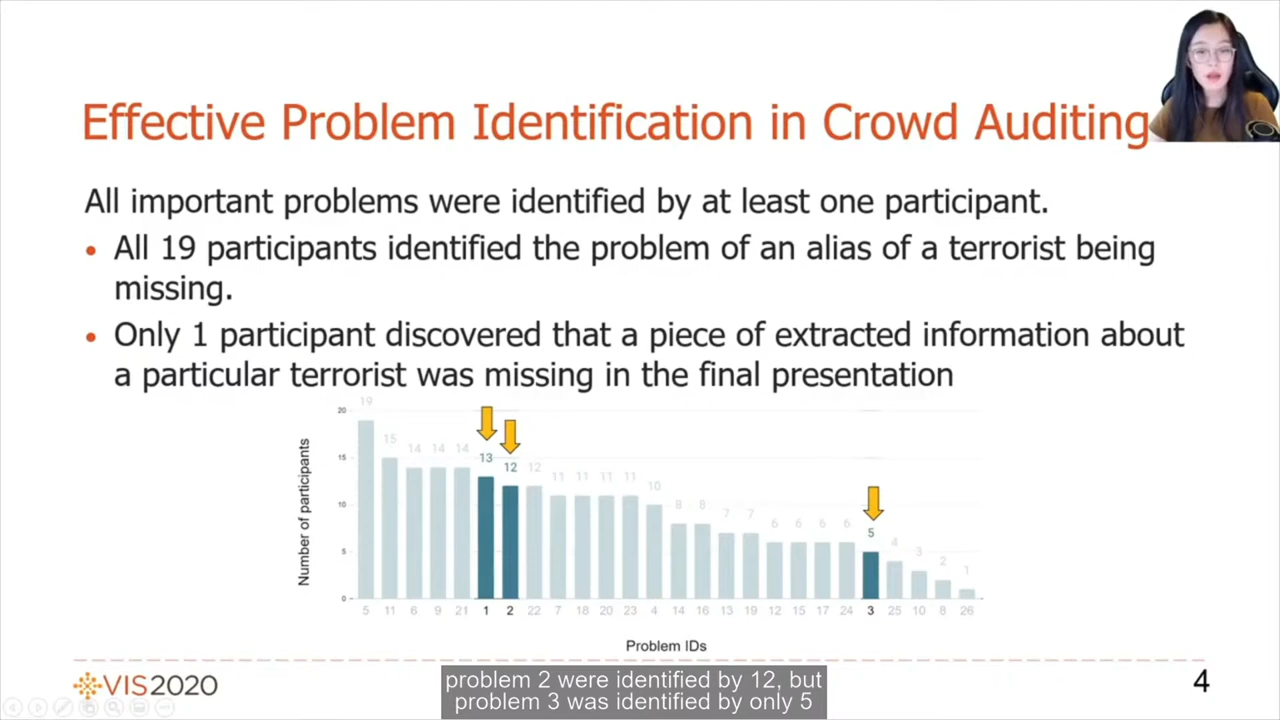 Effective Problem Identification in Crowd Auditing
All important problems were identified by at least one participant.
• All 19 participants identified the problem of an alias of a terrorist being
missing.
• Only 1 participant discovered that a piece of extracted information about
a particular terrorist was missing in the final presentation
Number of participants
20
15
10
5
0
19 15 14 14 14 13 12 12 11 11 11 11 10 8 8 7 7 6 6 6 6 5 4 3 2 1
5 11 6 9 21 1 2 22 7 18 20 23 4 14 16 13 19 12 15 17 24 3 25 10 8 26
Problem IDs
VIS2020
4
problem 2 were identified by 12, but
problem 3 was identified by only 5